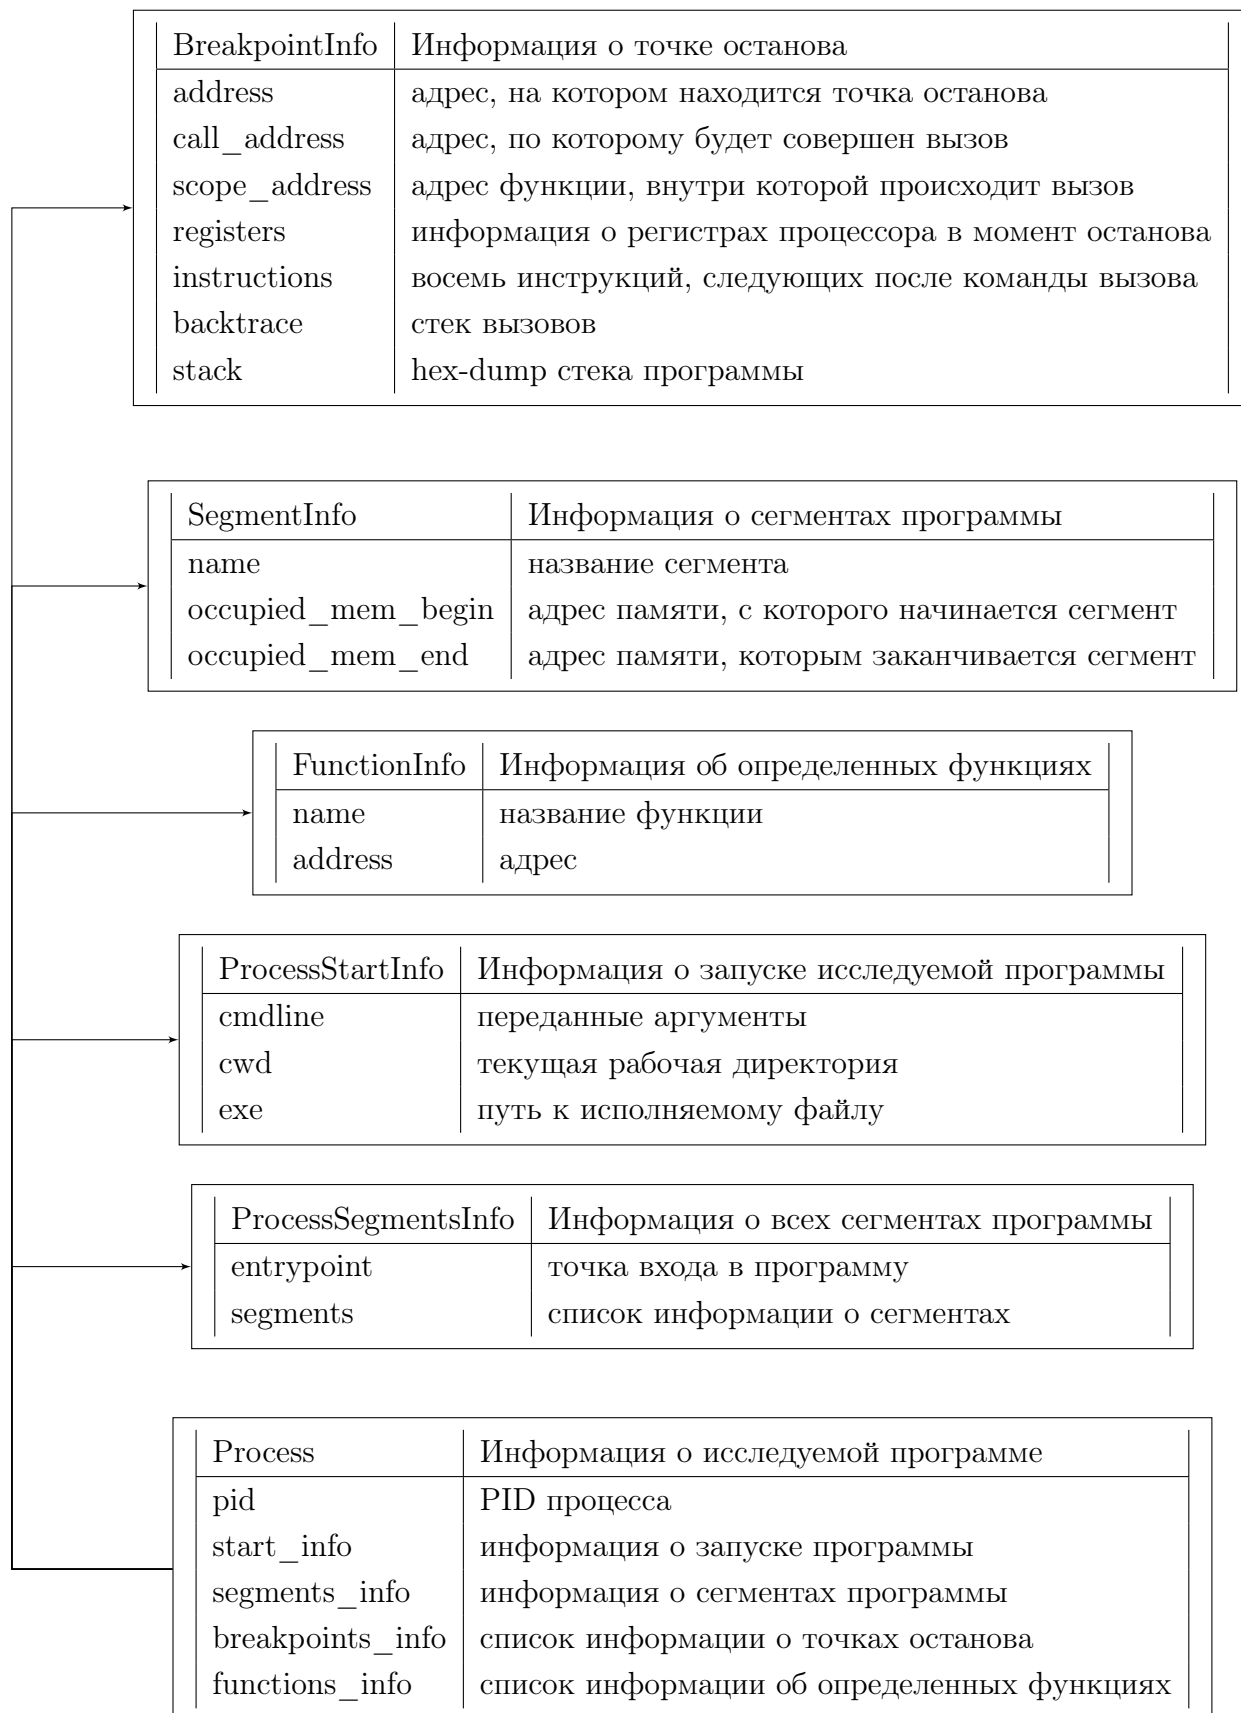 BreakpointInfo Информация о точке останова
address адрес, на котором находится точка останова
call_address адрес, по которому будет совершен вызов
scope_address адрес функции, внутри которой происходит вызов
registers информация о регистрах процессора в момент останова
instructions восемь инструкций, следующих после команды вызова
backtrace стек вызовов
stack hex-dump стека программы
SegmentInfo Информация о сегментах программы
name название сегмента
occupied_mem_begin адрес памяти, с которого начинается сегмент
occupied_mem_end адрес памяти, которым заканчивается сегмент
FunctionInfo Информация об определенных функциях
name название функции
address адрес
ProcessStartInfo Информация о запуске исследуемой программы
cmdline переданные аргументы
cwd текущая рабочая директория
exe путь к исполняемому файлу
ProcessSegmentsInfo Информация о всех сегментах программы
entrypoint точка входа в программу
segments список информации о сегментах
Process Информация о исследуемой программе
pid PID процесса
start_info информация о запуске программы
segments_info информация о сегментах программы
breakpoints_info список информации о точках останова
functions_info список информации об определенных функциях